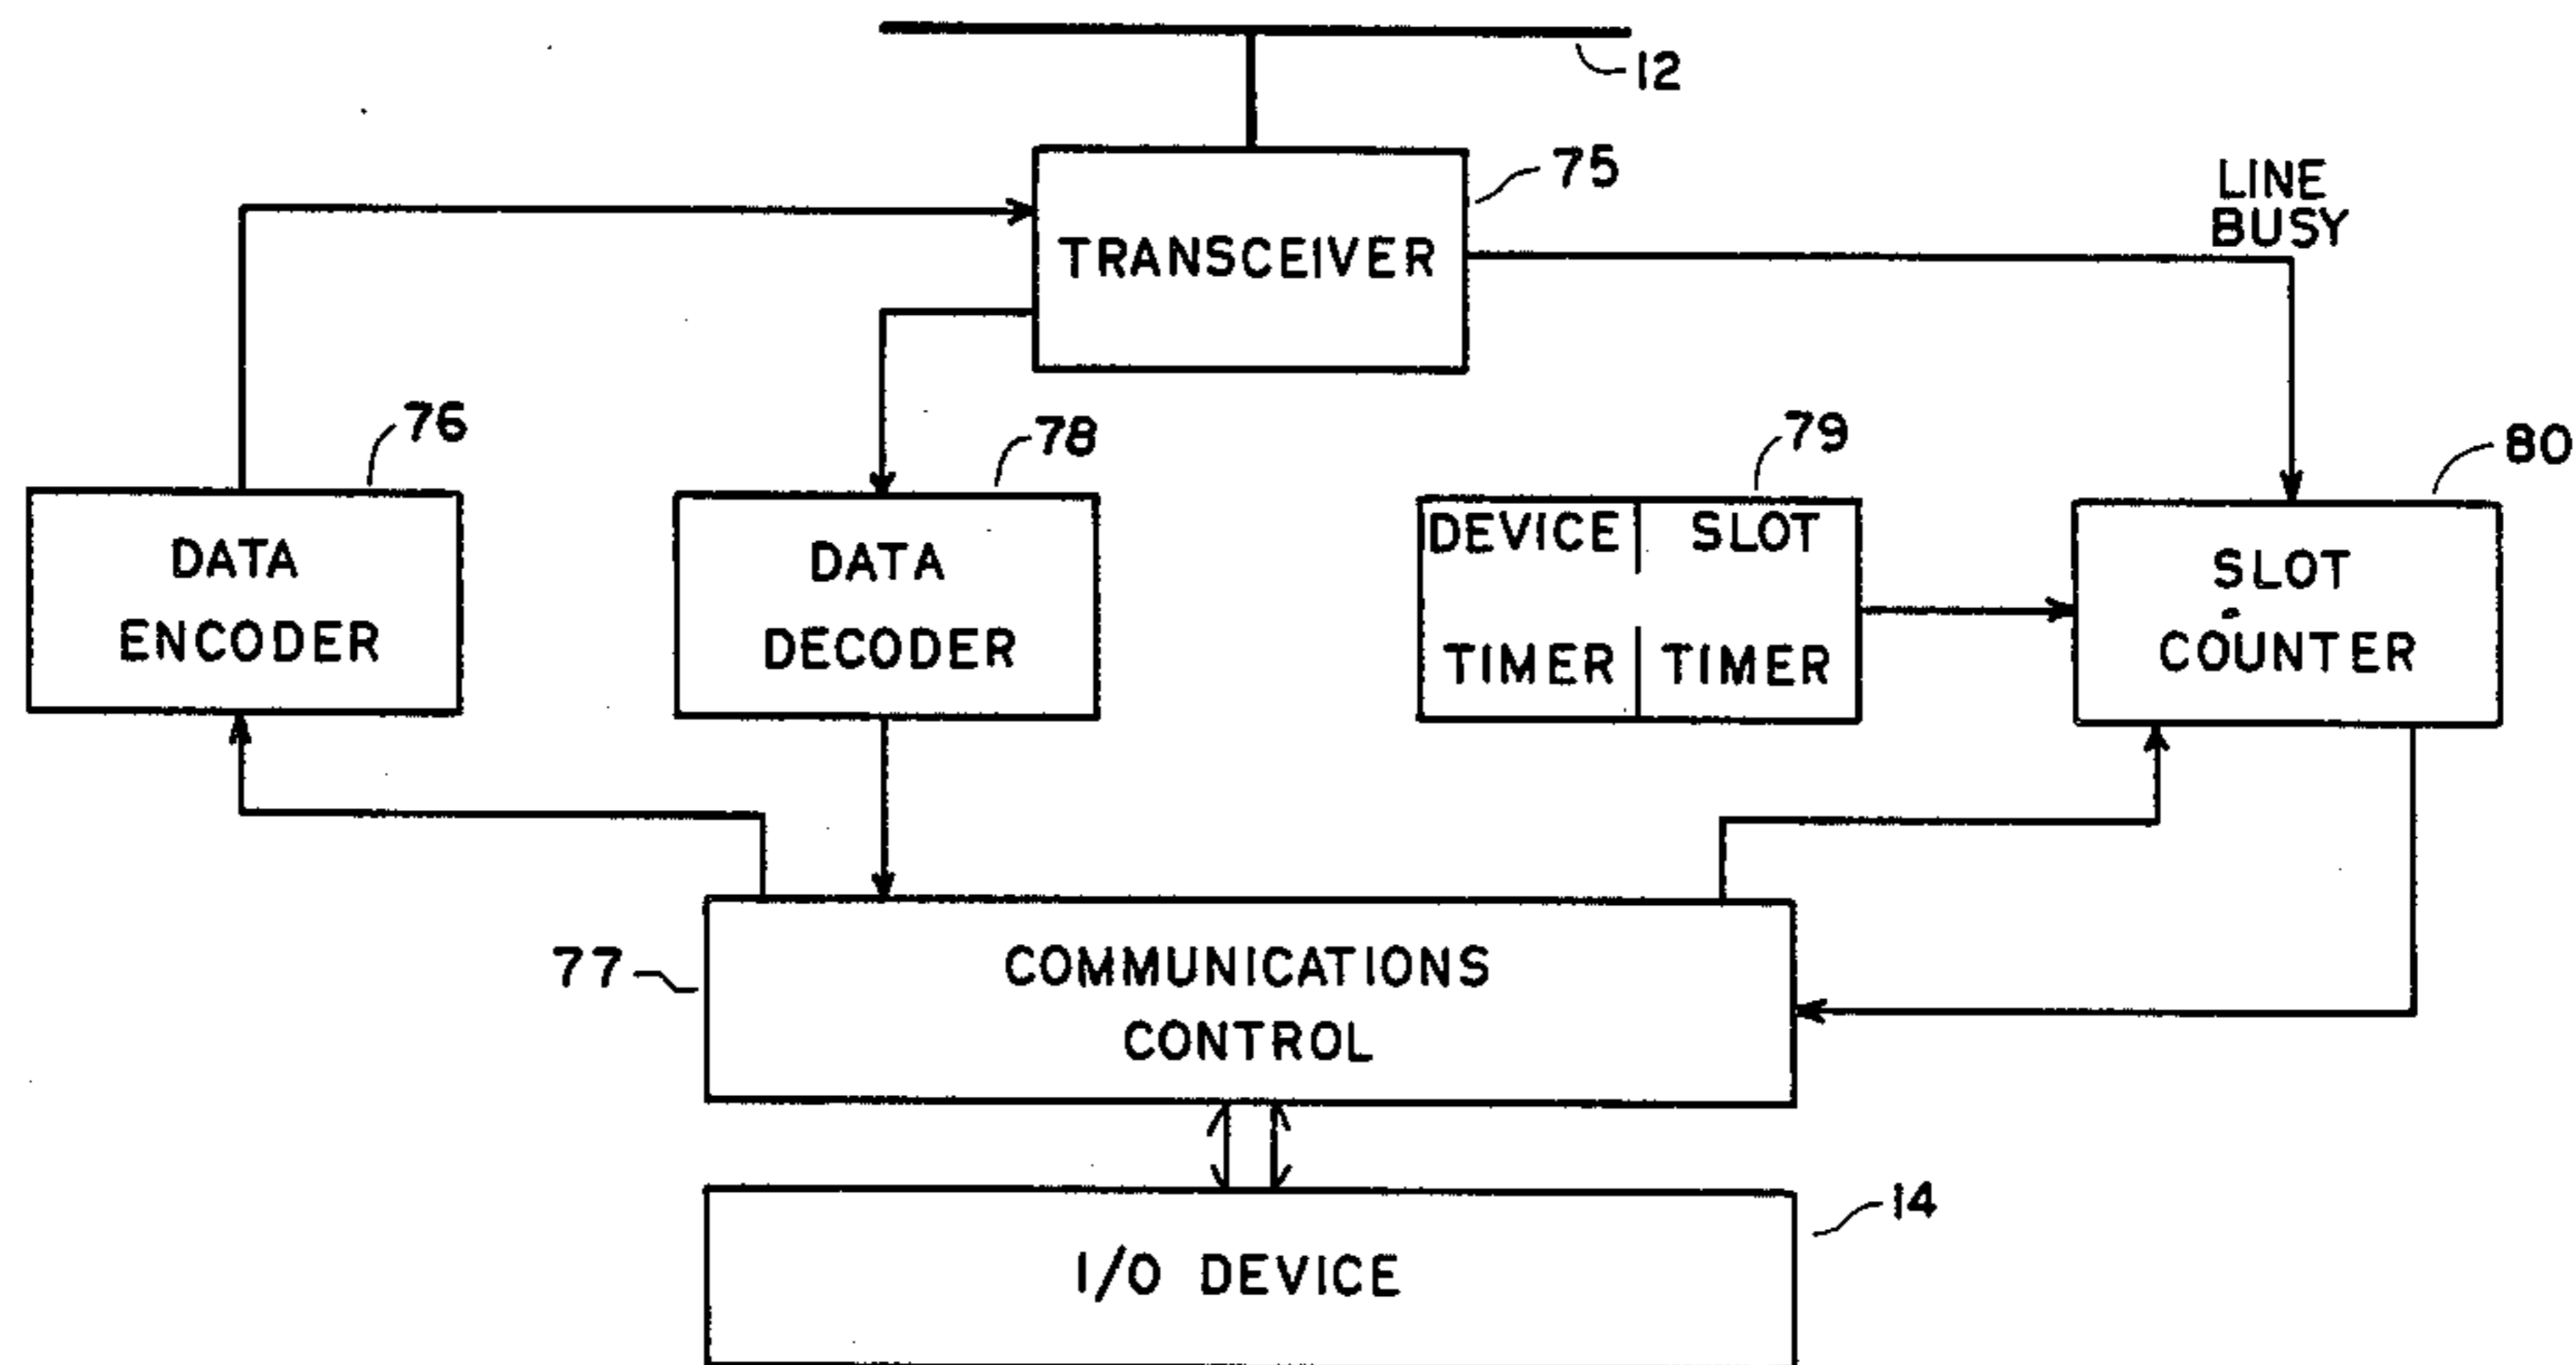 12
75
LINE
BUSY
TRANSCEIVER
76
78
79
80
DATA
ENCODER
DATA
DECODER
DEVICE SLOT
TIMER TIMER
SLOT
COUNTER
77
COMMUNICATIONS
CONTROL
14
I/O DEVICE